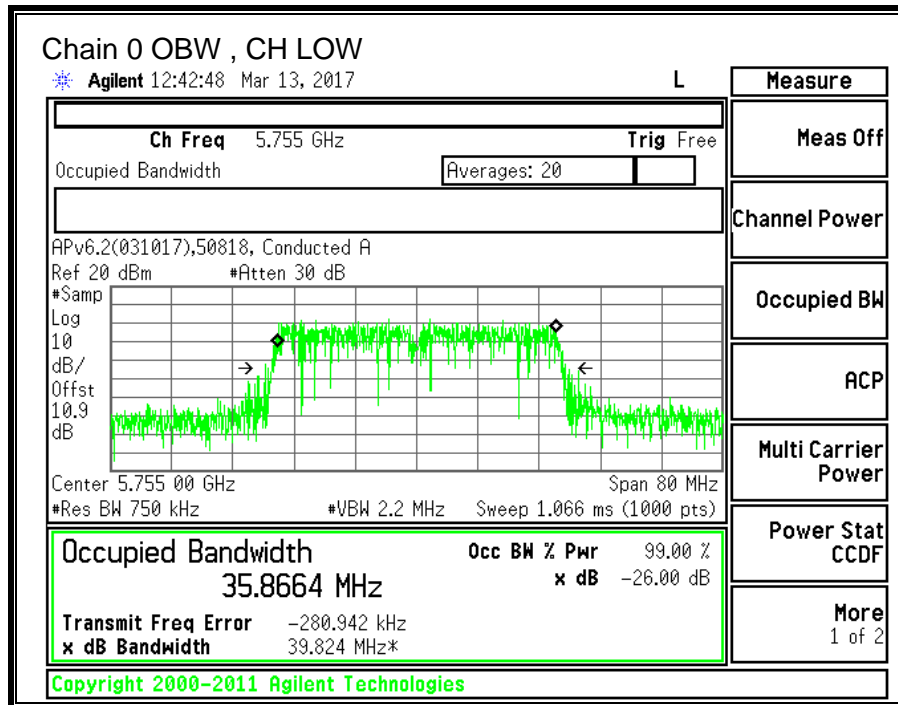 Chain 0 OBW , CH LOW
Agilent 12:42:48 Mar 13, 2017 L
Measure
Ch Freq 5.755 GHz Trig Free
Occupied Bandwidth Averages: 20
APv6.2(031017),50818, Conducted A
Ref 20 dBm #Atten 30 dB
#Samp
Log
10
dB/
Offst
10.9
dB
Center 5.755 00 GHz Span 80 MHz
#Res BW 750 kHz #VBW 2.2 MHz Sweep 1.066 ms (1000 pts)
Occupied Bandwidth Occ BW % Pwr 99.00 %
35.8664 MHz x dB -26.00 dB
Transmit Freq Error -280.942 kHz
x dB Bandwidth 39.824 MHz*
Meas Off
Channel Power
Occupied BW
ACP
Multi Carrier
Power
Power Stat
CCDF
More
1 of 2
Copyright 2000-2011 Agilent Technologies